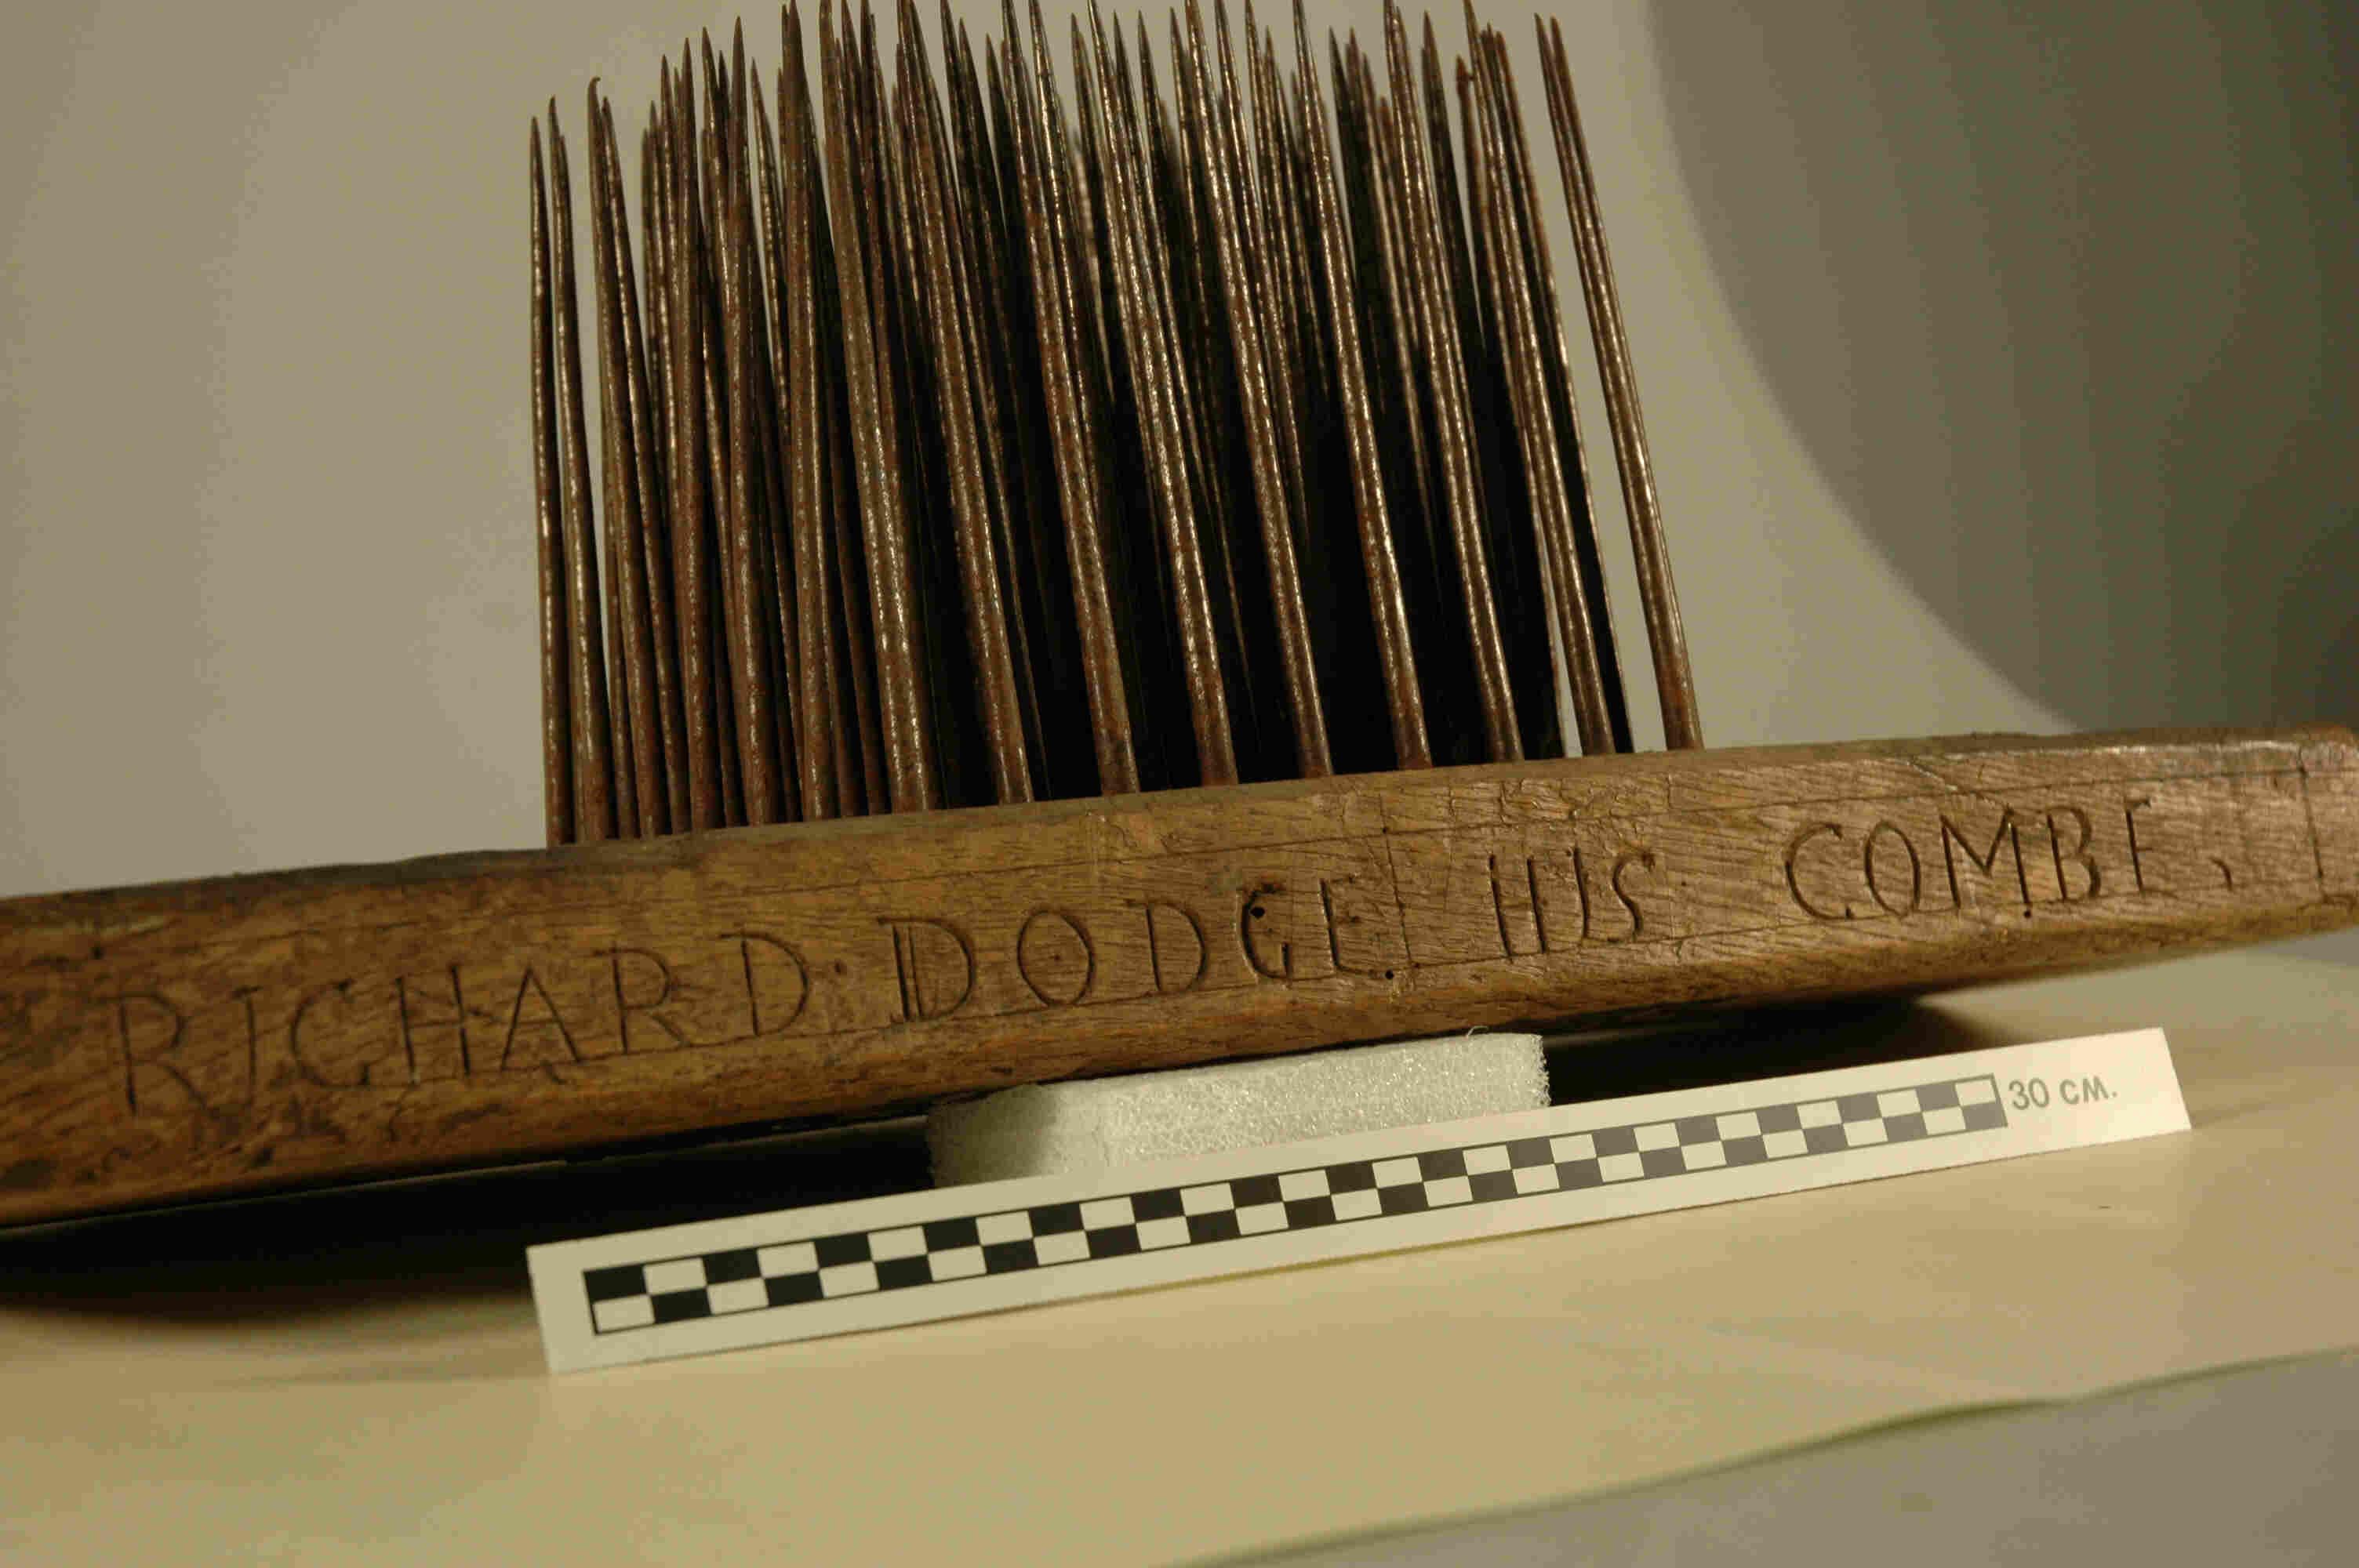 RICHARD DODGE HIS COMBE,
30 CM.